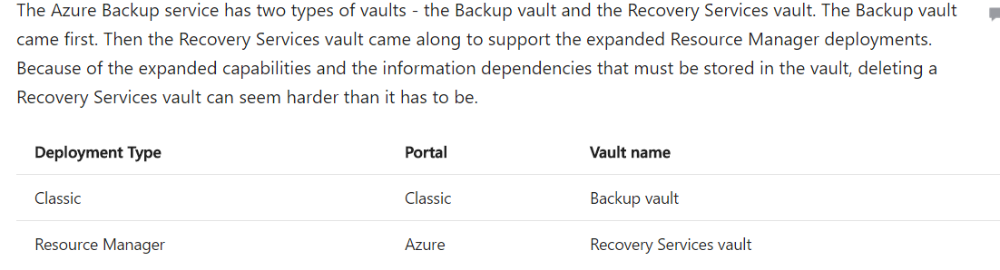 The Azure Backup service has two types of vaults - the Backup vault and the Recovery Services vault. The Backup vault
came first. Then the Recovery Services vault came along to support the expanded Resource Manager deployments.
Because of the expanded capabilities and the information dependencies that must be stored in the vault, deleting a
Recovery Services vault can seem harder than it has to be.
Deployment Type Portal Vault name
Classic Classic Backup vault
Resource Manager Azure Recovery Services vault